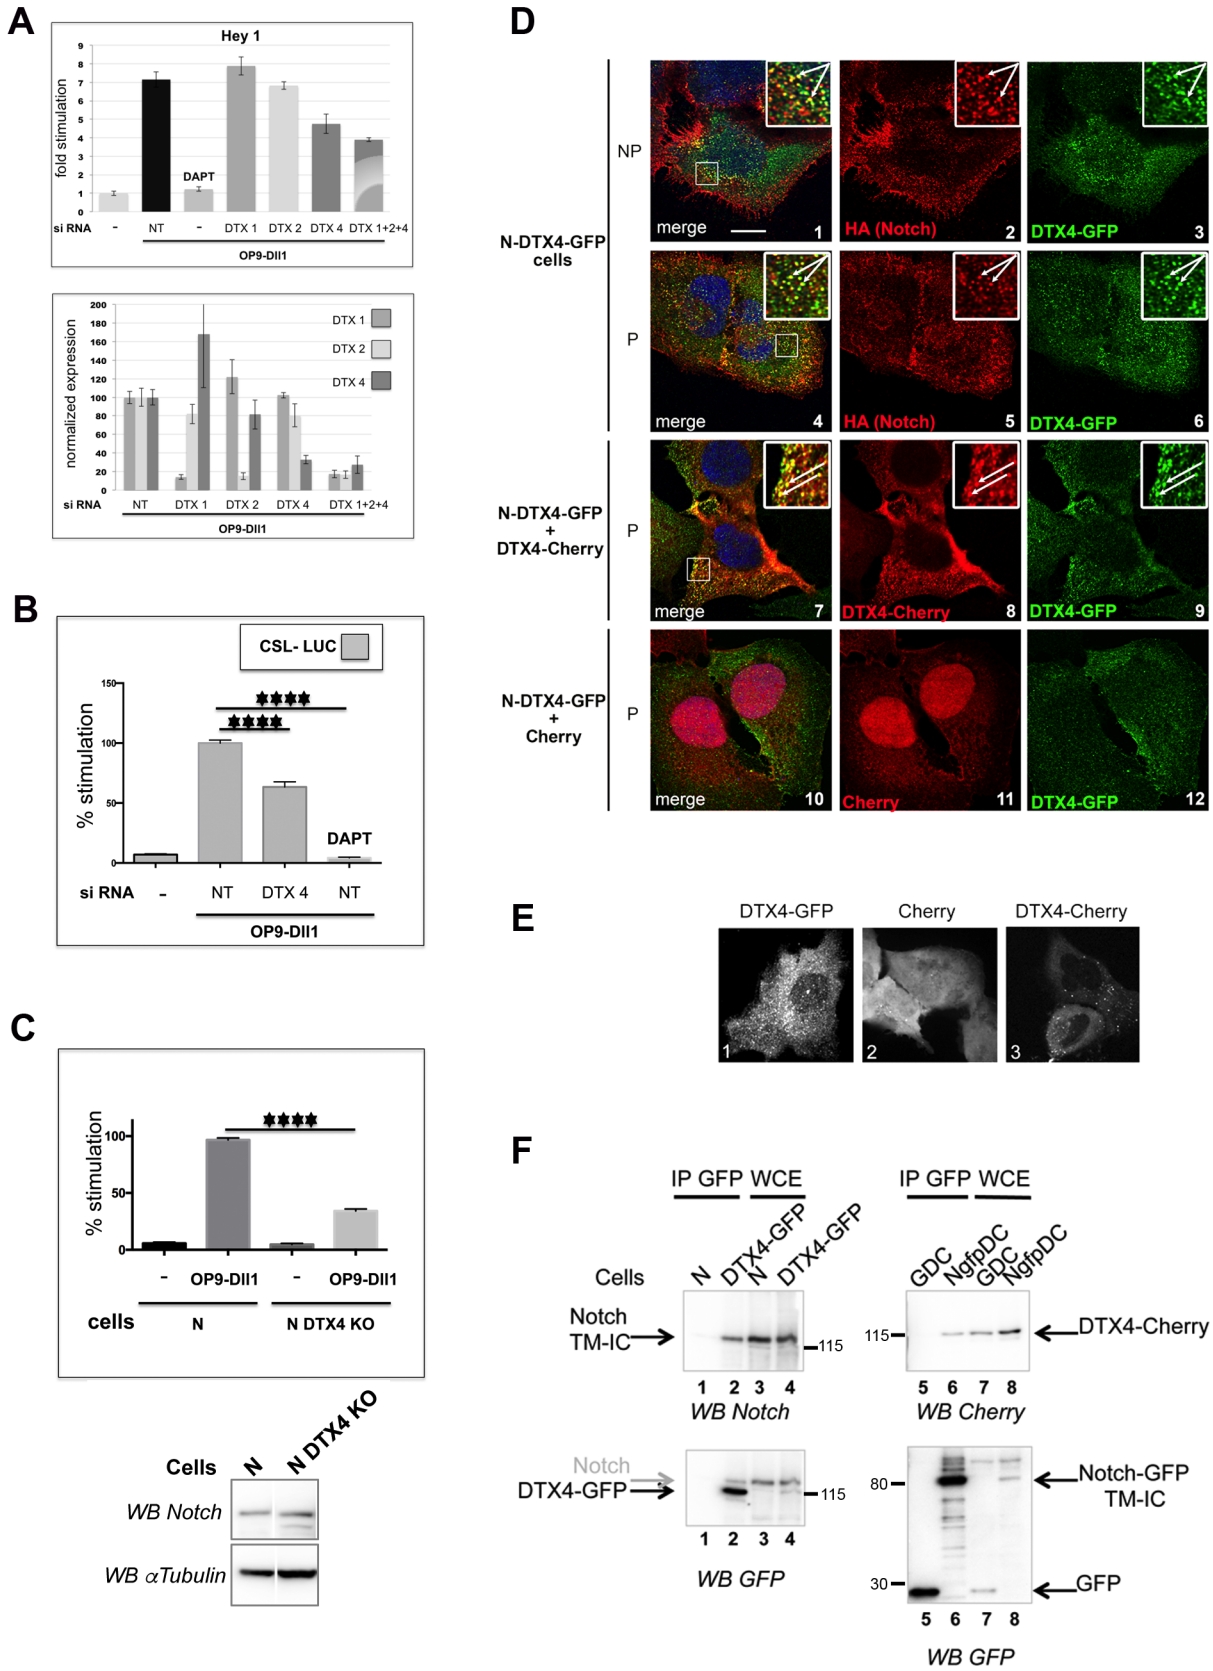 A
Hey 1
fold stimulation
9
8
7
6
5
4
3
2
1
0
DAPT
si RNA - NT - DTX 1 DTX 2 DTX 4 DTX 1+2+4
OP9-Dll1
normalized expression
200
180
160
140
120
100
80
60
40
20
0
DTX 1
DTX 2
DTX 4
si RNA NT DTX 1 DTX 2 DTX 4 DTX 1+2+4
OP9-Dll1
B
CSL- LUC
% stimulation
150
100
50
0
DAPT
si RNA - NT DTX 4 NT
OP9-Dll1
C
% stimulation
100
50
0
- OP9-Dll1 - OP9-Dll1
cells N N DTX4 KO
Cells N N DTX4 KO
WB Notch
WB αTubulin
D
N-DTX4-GFP
cells
NP
merge 1
HA (Notch) 2
DTX4-GFP 3
P
merge 4
HA (Notch) 5
DTX4-GFP 6
N-DTX4-GFP
+
DTX4-Cherry
P
merge 7
DTX4-Cherry 8
DTX4-GFP 9
N-DTX4-GFP
+
Cherry
P
merge 10
Cherry 11
DTX4-GFP 12
E
DTX4-GFP Cherry DTX4-Cherry
1 2 3
F
IP GFP WCE
Cells N DTX4-GFP N DTX4-GFP
Notch
TM-IC
115
1 2 3 4
WB Notch
Notch
DTX4-GFP
115
1 2 3 4
WB GFP
IP GFP WCE
GDC NgfpDC GDC NgfpDC
115
DTX4-Cherry
5 6 7 8
WB Cherry
80
Notch-GFP
TM-IC
30
GFP
5 6 7 8
WB GFP